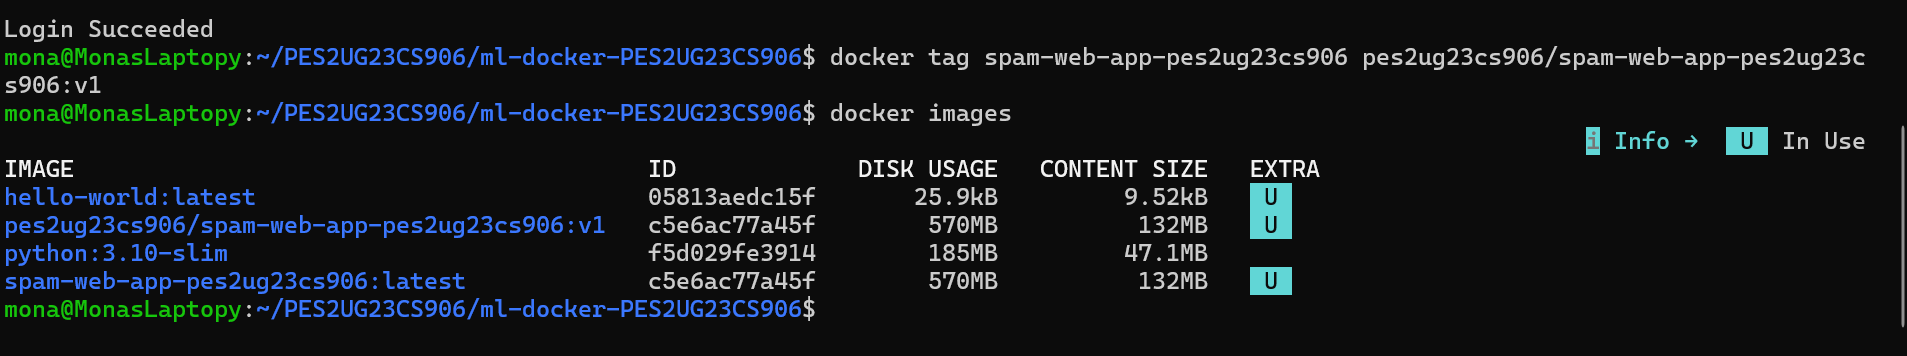 Login Succeeded
mona@MonasLaptopy:~/PES2UG23CS906/ml-docker-PES2UG23CS906$ docker tag spam-web-app-pes2ug23cs906 pes2ug23cs906/spam-web-app-pes2ug23c
s906:v1
mona@MonasLaptopy:~/PES2UG23CS906/ml-docker-PES2UG23CS906$ docker images
i Info → U In Use
IMAGE ID DISK USAGE CONTENT SIZE EXTRA
hello-world:latest 05813aedc15f 25.9kB 9.52kB U
pes2ug23cs906/spam-web-app-pes2ug23cs906:v1 c5e6ac77a45f 570MB 132MB U
python:3.10-slim f5d029fe3914 185MB 47.1MB
spam-web-app-pes2ug23cs906:latest c5e6ac77a45f 570MB 132MB U
mona@MonasLaptopy:~/PES2UG23CS906/ml-docker-PES2UG23CS906$